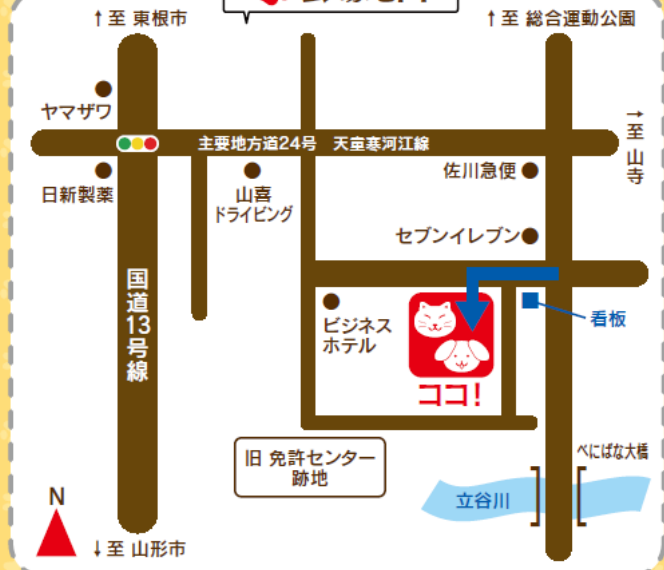 ↑至 東根市
↑至 総合運動公園
ヤマザワ
主要地方道24号 天童寒河江線
↑至 山寺
日新製薬
山喜
ドライビング
佐川急便
セブンイレブン
国道13号線
ビジネス
ホテル
看板
ココ!
旧 免許センター
跡地
べにばな大橋
立谷川
N
↓至 山形市